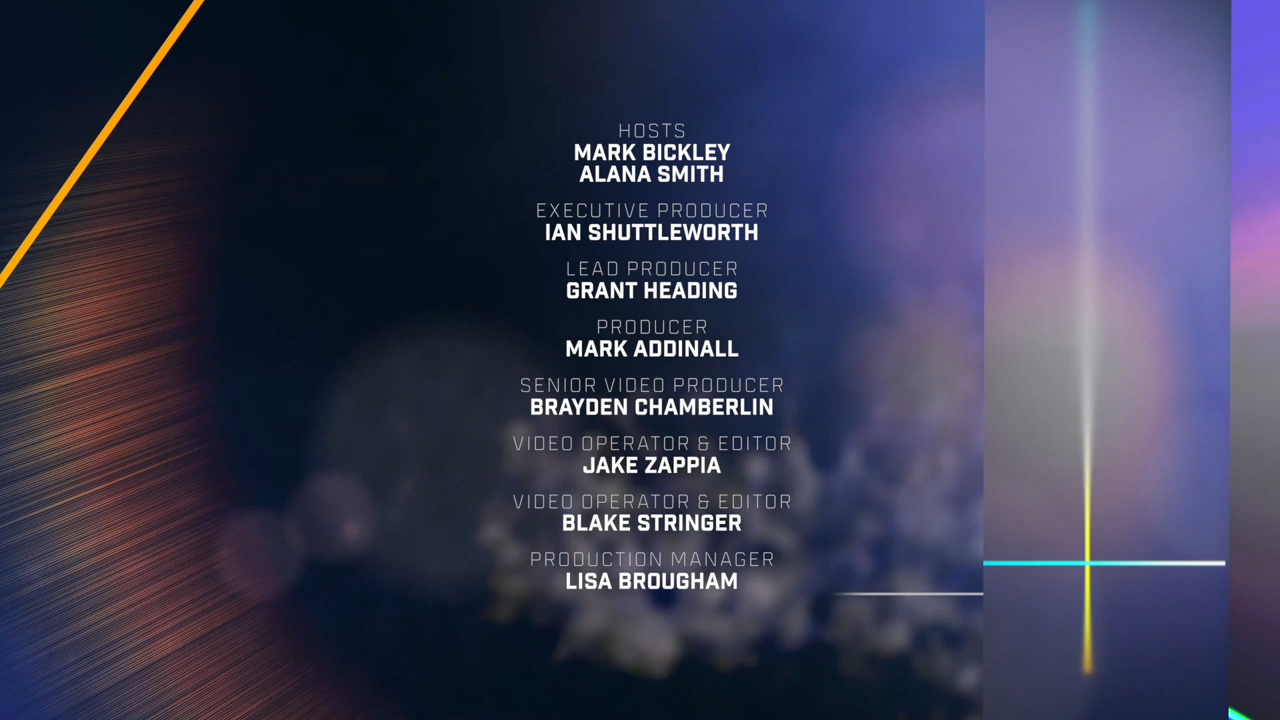 HOSTS
MARK BICKLEY
ALANA SMITH
EXECUTIVE PRODUCER
IAN SHUTTLEWORTH
LEAD PRODUCER
GRANT HEADING
PRODUCER
MARK ADDINALL
SENIOR VIDEO PRODUCER
BRAYDEN CHAMBERLIN
VIDEO OPERATOR & EDITOR
JAKE ZAPPIA
VIDEO OPERATOR & EDITOR
BLAKE STRINGER
PRODUCTION MANAGER
LISA BROUGHAM